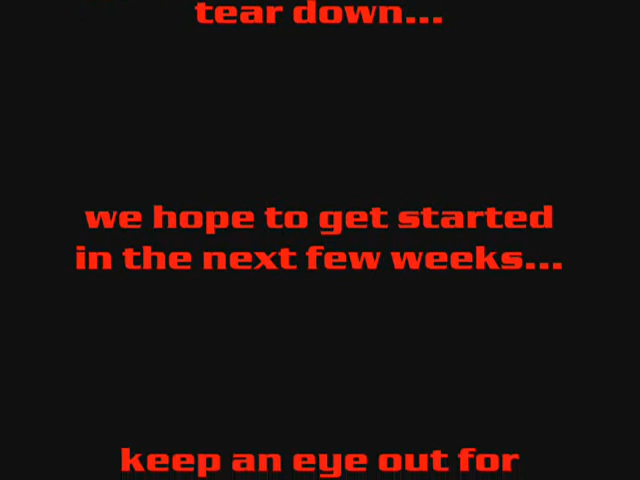 tear down...
we hope to get started
in the next few weeks...
keep an eye out for